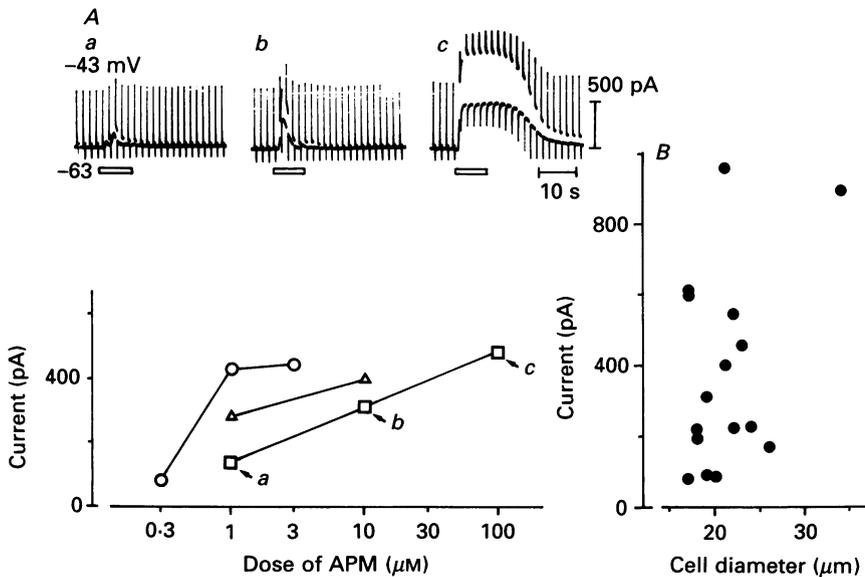 A
a b c
−43 mV
500 pA
−63
10 s
B
Current (pA)
400
0
a
b
c
0·3 1 3 10 30 100
Dose of APM (μM)
Current (pA)
800
400
0
20 30
Cell diameter (μm)